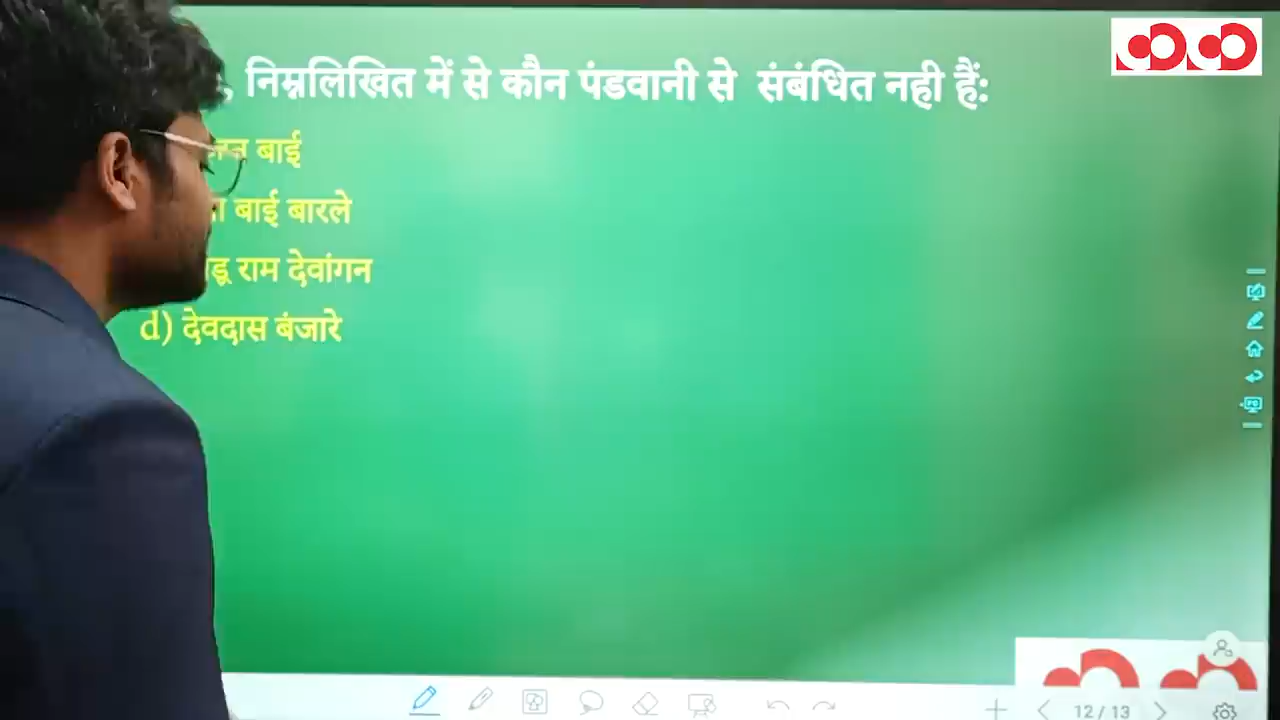 , निम्नलिखित में से कौन पंडवानी से संबंधित नही हैं:
बाई
बाई बारले
राम देवांगन
d) देवदास बंजारे
12 / 13